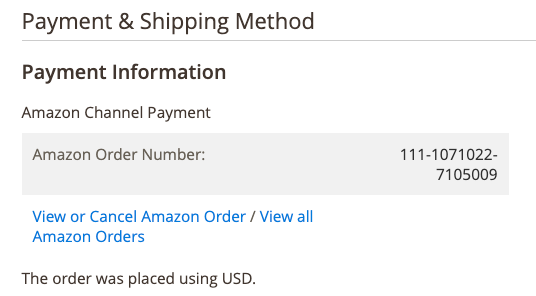 Payment & Shipping Method
Payment Information
Amazon Channel Payment
Amazon Order Number: 111-1071022-
7105009
View or Cancel Amazon Order / View all
Amazon Orders
The order was placed using USD.